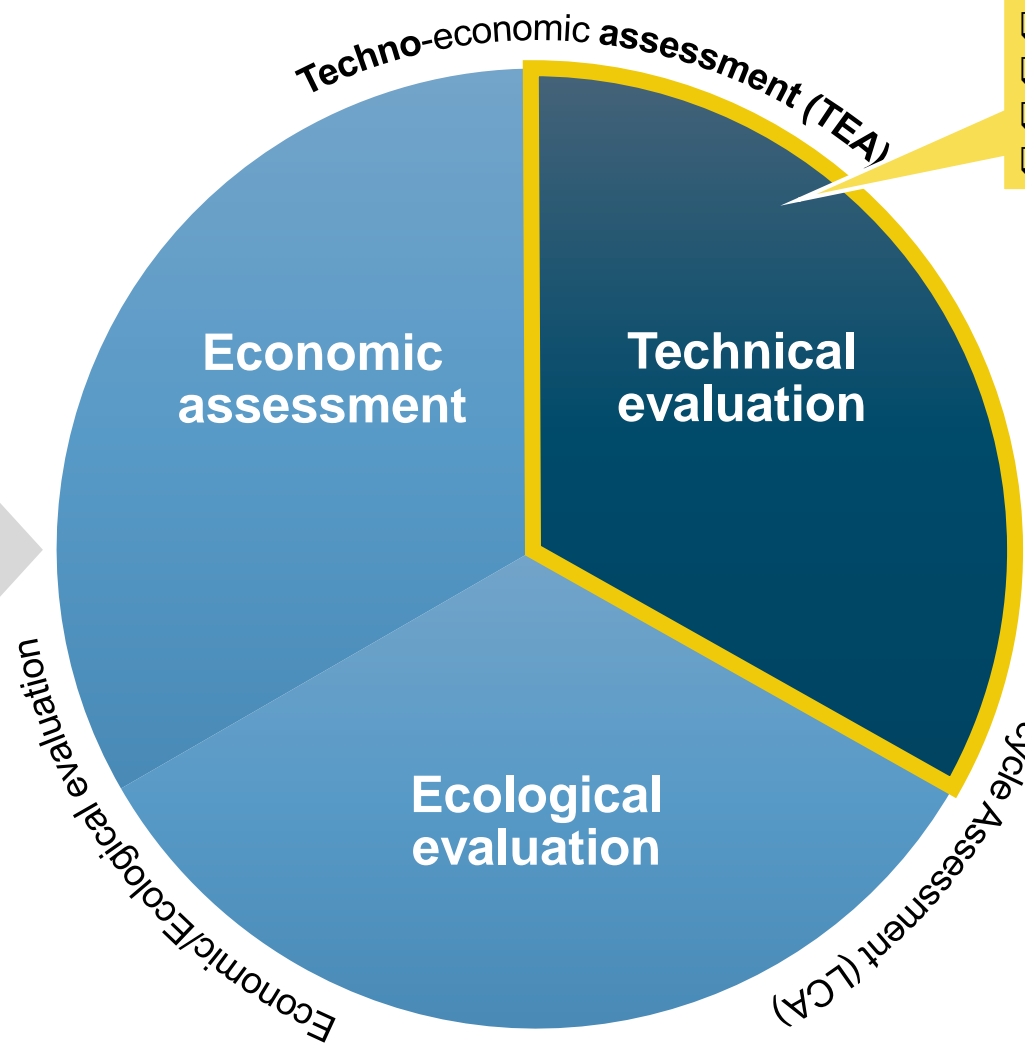 Techno-economic assessment (TEA)
Economic
assessment
Technical
evaluation
Ecological
evaluation
Economic/Ecological evaluation
cycle Assessment (LCA)